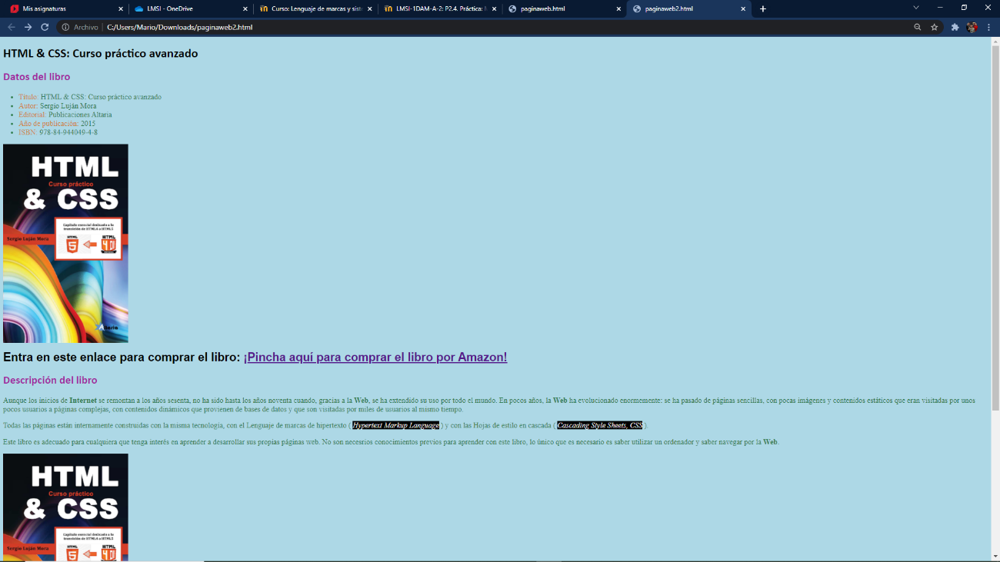 Mis asignaturas
LMSI - OneDrive
Curso: Lenguaje de marcas y sist
LMSI-1DAM-A-2: P2.4. Práctica:
paginaweb.html
paginaweb2.html
Archivo | C:/Users/Mario/Downloads/paginaweb2.html
HTML & CSS: Curso práctico avanzado
Datos del libro
• Título: HTML & CSS: Curso práctico avanzado
• Autor: Sergio Luján Mora
• Editorial: Publicaciones Altaria
• Año de publicación: 2015
• ISBN: 978-84-944049-4-8
HTML
Curso práctico
& CSS
Capítulo esencial dedicado a la
transición de HTML4 a HTML5
Sergio Luján Mora
HTML
5
HTML
Entra en este enlace para comprar el libro: ¡Pincha aquí para comprar el libro por Amazon!
Descripción del libro
Aunque los inicios de Internet se remontan a los años sesenta, no ha sido hasta los años noventa cuando, gracias a la Web, se ha extendido su uso por todo el mundo. En pocos años, la Web ha evolucionado enormemente: se ha pasado de páginas sencillas, con pocas imágenes y contenidos estáticos que eran visitadas por unos
pocos usuarios a páginas complejas, con contenidos dinámicos que provienen de bases de datos y que son visitadas por miles de usuarios al mismo tiempo.
Todas las páginas están internamente construidas con la misma tecnología, con el Lenguaje de marcas de hipertexto ( Hypertext Markup Language ) y con las Hojas de estilo en cascada ( Cascading Style Sheets, CSS ).
Este libro es adecuado para cualquiera que tenga interés en aprender a desarrollar sus propias páginas web. No son necesrios conocimientos previos para aprender con este libro, lo único que es necesario es saber utilizar un ordenador y saber navegar por la Web.
HTML
Curso práctico
& CSS
Capítulo esencial dedicado a la
transición de HTML4 a HTML5
Sergio Luján Mora
HTML
5
HTML